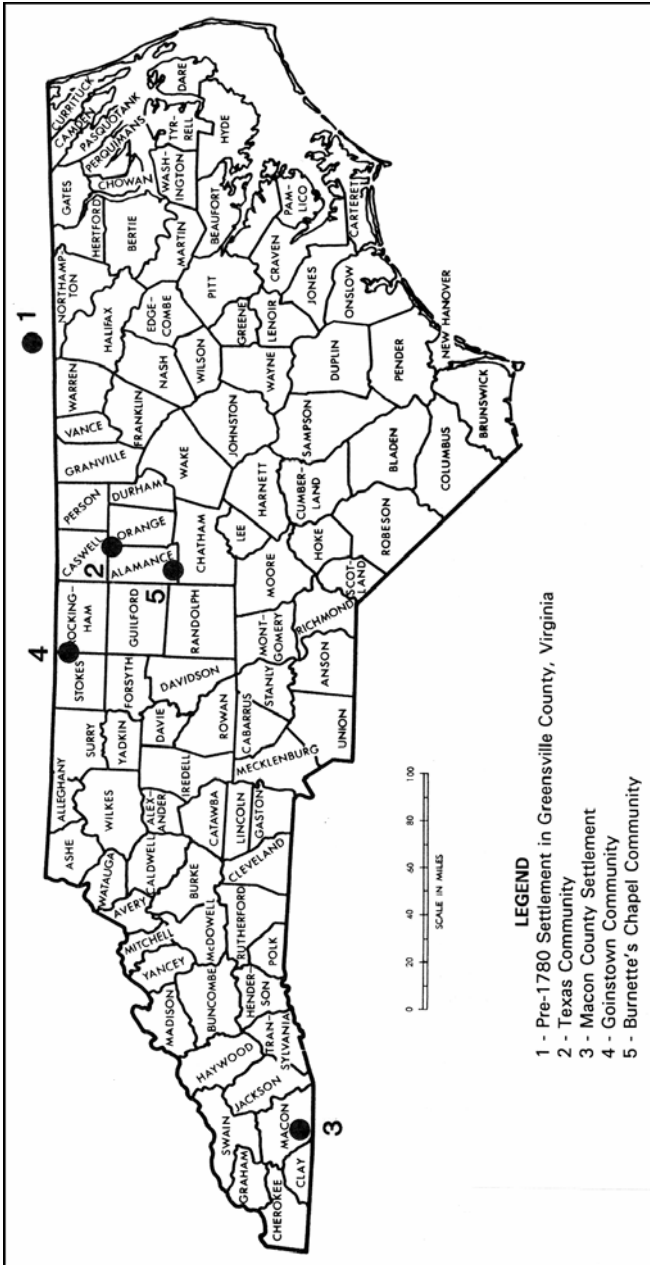 1
2
3
4
5
CHEROKEE
GRAHAM
CLAY
SWAIN
MACON
JACKSON
HAYWOOD
TRAN-
SYLVANIA
MADISON
BUNCOMBE
HENDER-
SON
YANCEY
MITCHELL
McDOWELL
POLK
RUTHERFORD
AVERY
WATAUGA
BURKE
CALDWELL
CLEVELAND
ASHE
ALLEGHANY
WILKES
ALEX-
ANDER
CATAWBA
LINCOLN
GASTON
SURRY
YADKIN
IREDELL
DAVIE
ROWAN
CABARRUS
MECKLENBURG
UNION
STOKES
FORSYTH
DAVIDSON
STANLY
ANSON
ROCKING-
HAM
GUILFORD
RANDOLPH
MONT-
GOMERY
RICHMOND
CASWELL
ALAMANCE
ORANGE
CHATHAM
MOORE
LEE
HOKE
SCOT-
LAND
PERSON
DURHAM
GRANVILLE
WAKE
HARNETT
CUMBER-
LAND
ROBESON
VANCE
WARREN
FRANKLIN
JOHNSTON
SAMPSON
BLADEN
COLUMBUS
BRUNSWICK
HALIFAX
NASH
WILSON
WAYNE
DUPLIN
PENDER
NEW HANOVER
NORTHAMP
TON
EDGE-
COMBE
PITT
GREENE
LENOIR
JONES
ONSLOW
HERTFORD
BERTIE
MARTIN
BEAUFORT
CRAVEN
PAM-
LICO
CARTERET
GATES
CHOWAN
WASH-
INGTON
TYR-
RELL
HYDE
DARE
PERQUIMANS
PASQUOTANK
CAMDEN
CURRITUCK
0 20 40 60 80 100
SCALE IN MILES
LEGEND
1 - Pre-1780 Settlement in Greensville County, Virginia
2 - Texas Community
3 - Macon County Settlement
4 - Goinstown Community
5 - Burnette's Chapel Community